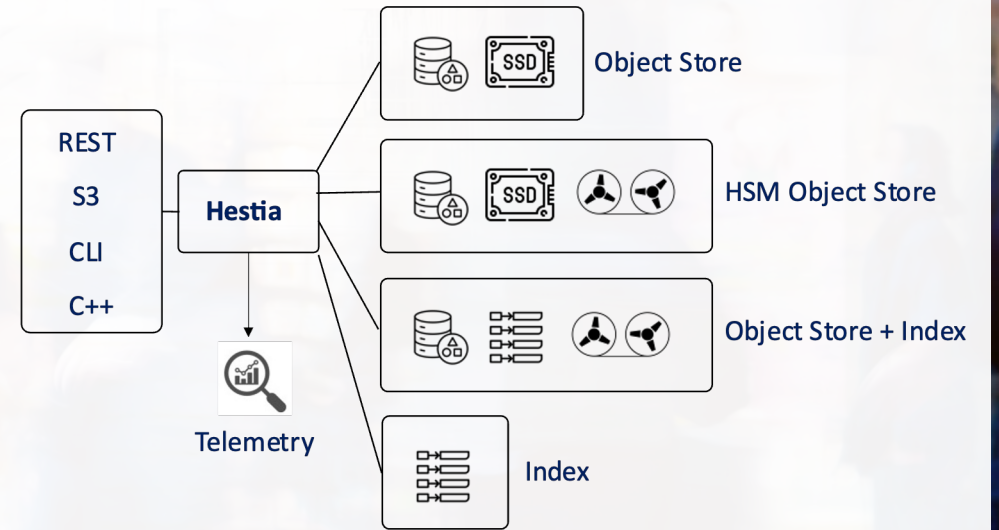 REST
S3
CLI
C++
Hestia
Telemetry
SSD
Object Store
SSD
HSM Object Store
Object Store + Index
Index